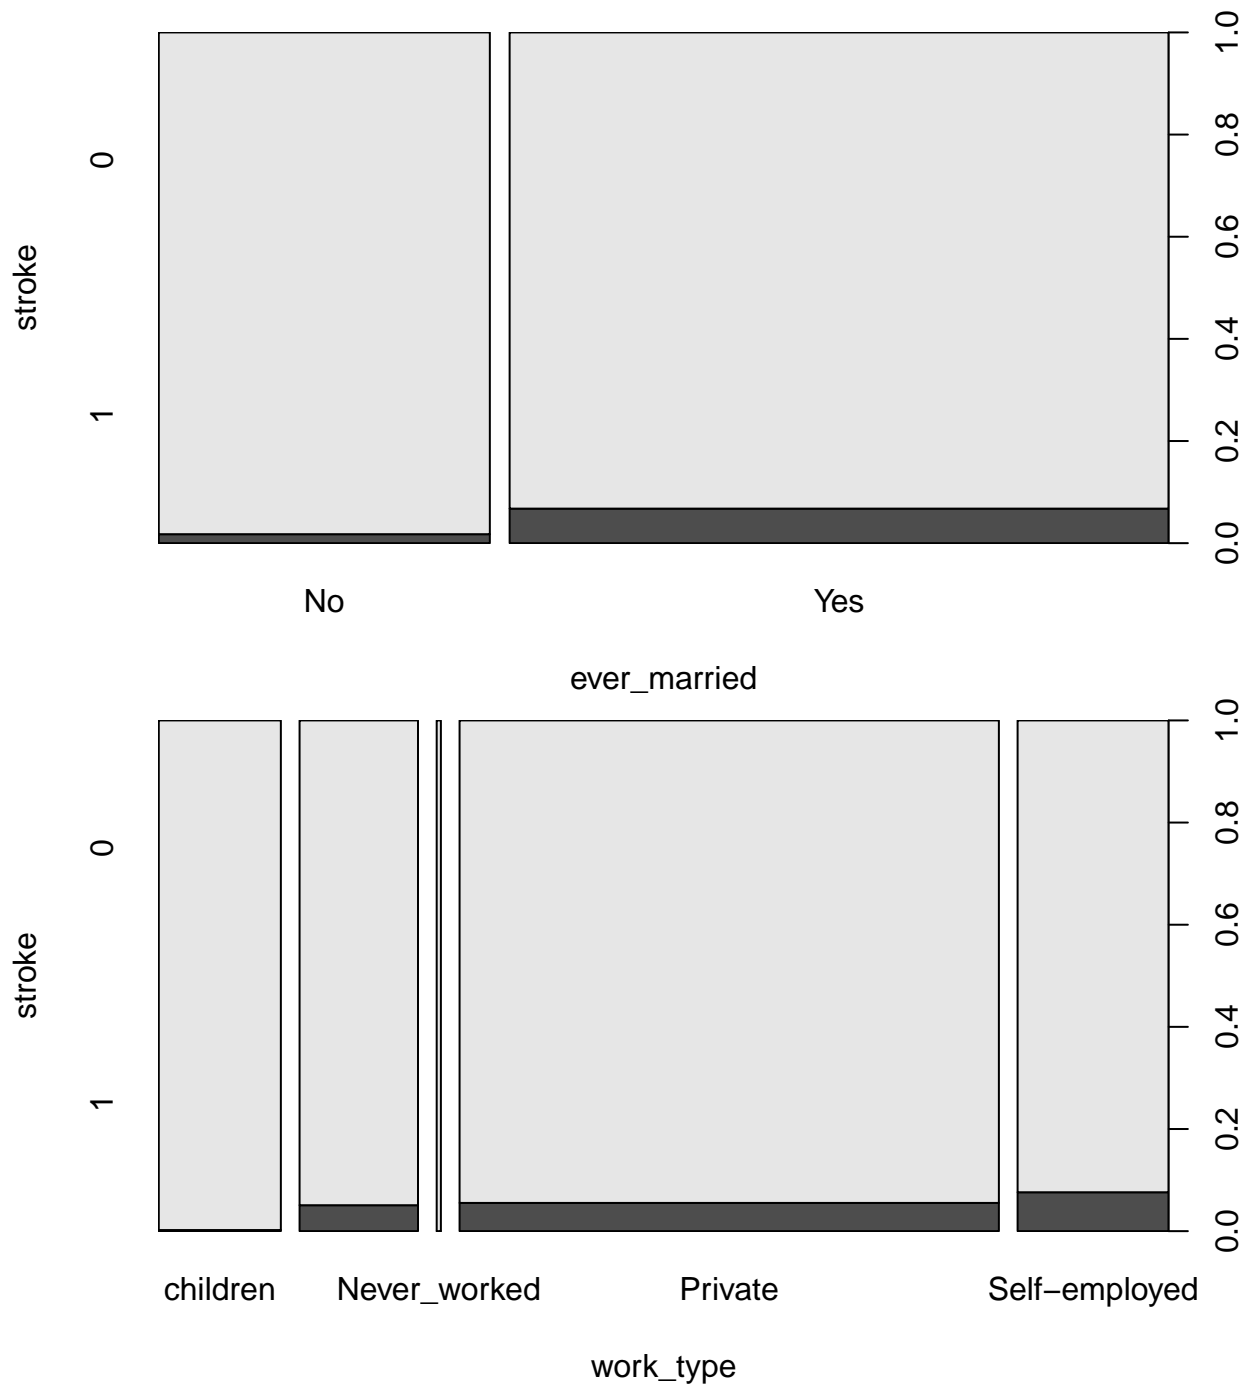 stroke
0
1
1.0
0.8
0.6
0.4
0.2
0.0
No
Yes
ever_married
stroke
0
1
1.0
0.8
0.6
0.4
0.2
0.0
children
Never_worked
Private
Self−employed
work_type